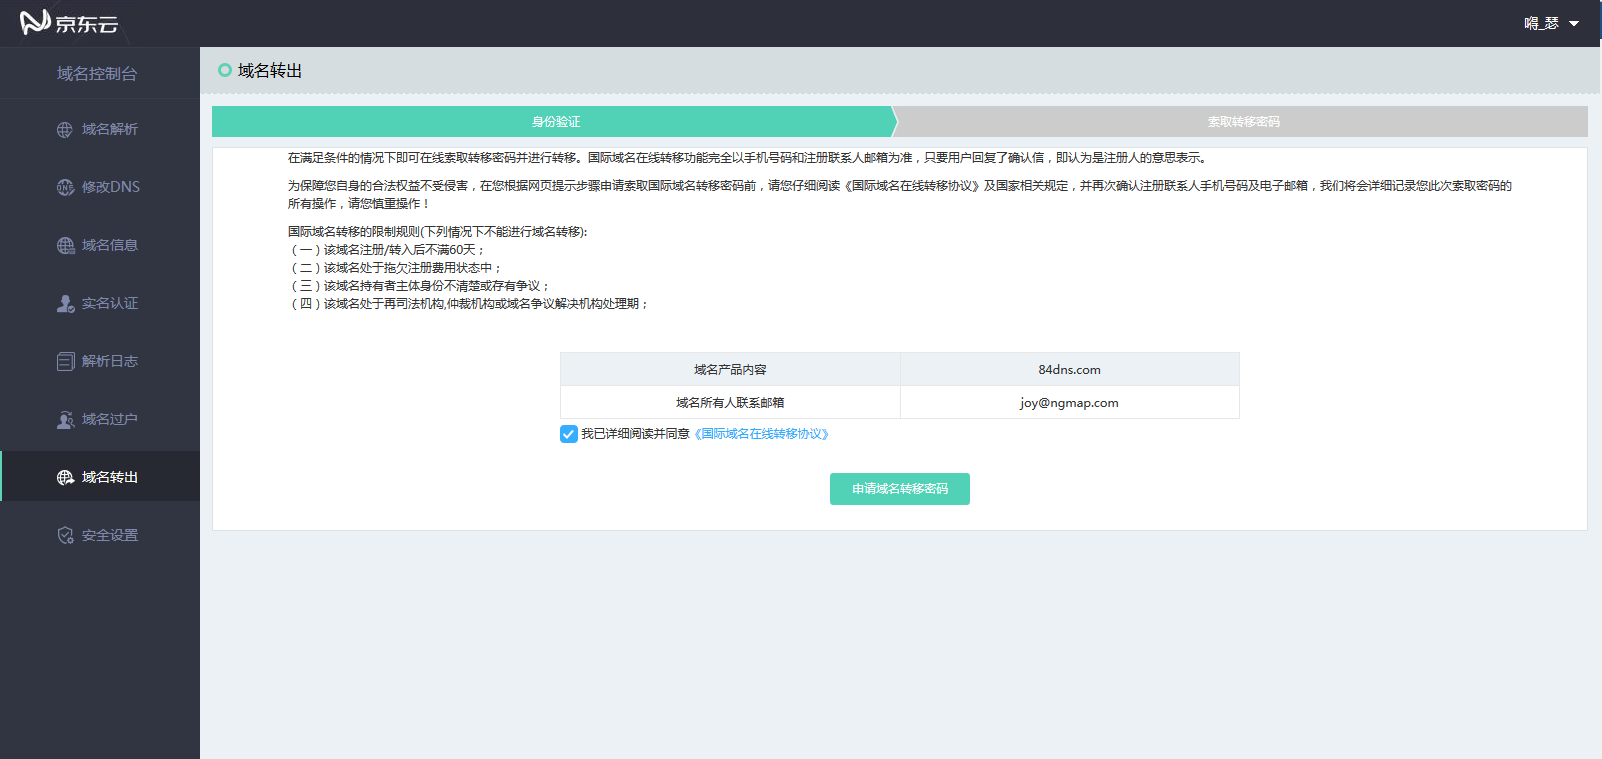 京东云
嘚_瑟
域名控制台
域名解析
修改DNS
域名信息
实名认证
解析日志
域名过户
域名转出
安全设置
域名转出
身份验证
索取转移密码
在满足条件的情况下即可在线索取转移密码并进行转移。国际域名在线转移功能完全以手机号码和注册联系人邮箱为准，只要用户回复了确认信，即认为是注册人的意思表示。
为保障您自身的合法权益不受侵害，在您根据网页提示步骤申请索取国际域名转移密码前，请您仔细阅读《国际域名在线转移协议》及国家相关规定，并再次确认注册联系人手机号码及电子邮箱，我们将会详细记录您此次索取密码的
所有操作，请您慎重操作！
国际域名转移的限制规则(下列情况下不能进行域名转移):
（一）该域名注册/转入后不满60天；
（二）该域名处于拖欠注册费用状态中；
（三）该域名持有者主体身份不清楚或存有争议；
（四）该域名处于再司法机构,仲裁机构或域名争议解决机构处理期；
域名产品内容 84dns.com
域名所有人联系邮箱 joy@ngmap.com
我已详细阅读并同意《国际域名在线转移协议》
申请域名转移密码